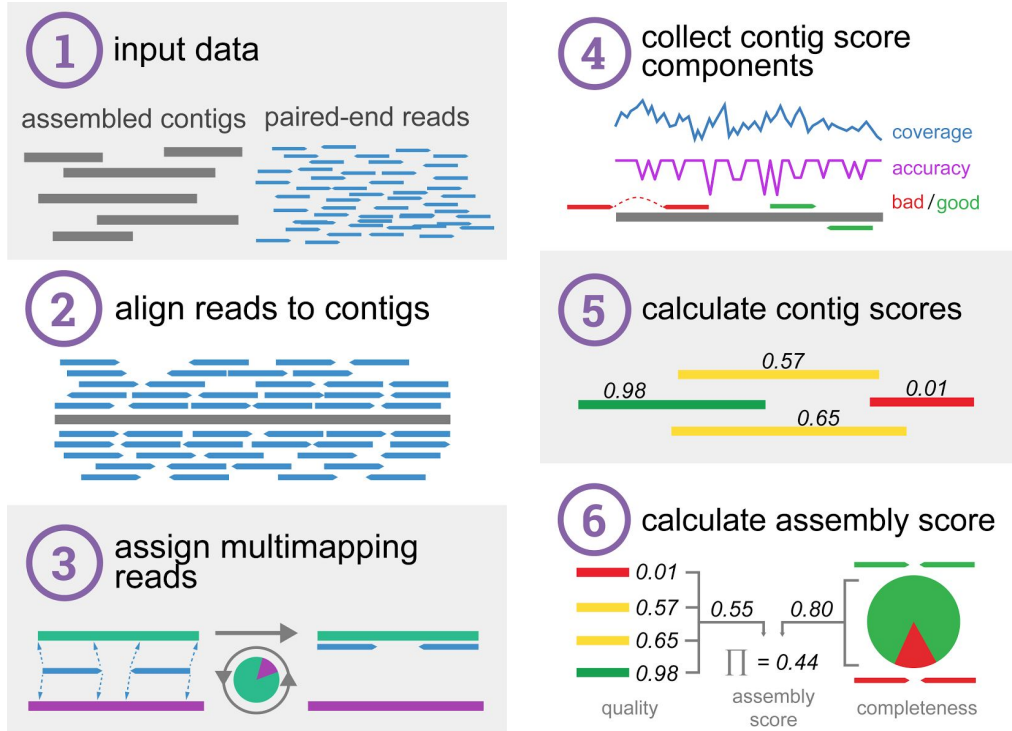 1
input data
assembled contigs
paired-end reads
2
align reads to contigs
3
assign multimapping
reads
4
collect contig score
components
coverage
accuracy
bad/good
5
calculate contig scores
0.57
0.98
0.01
0.65
6
calculate assembly score
0.01
0.57
0.65
0.98
0.55
0.80
∏ = 0.44
quality
assembly
score
completeness